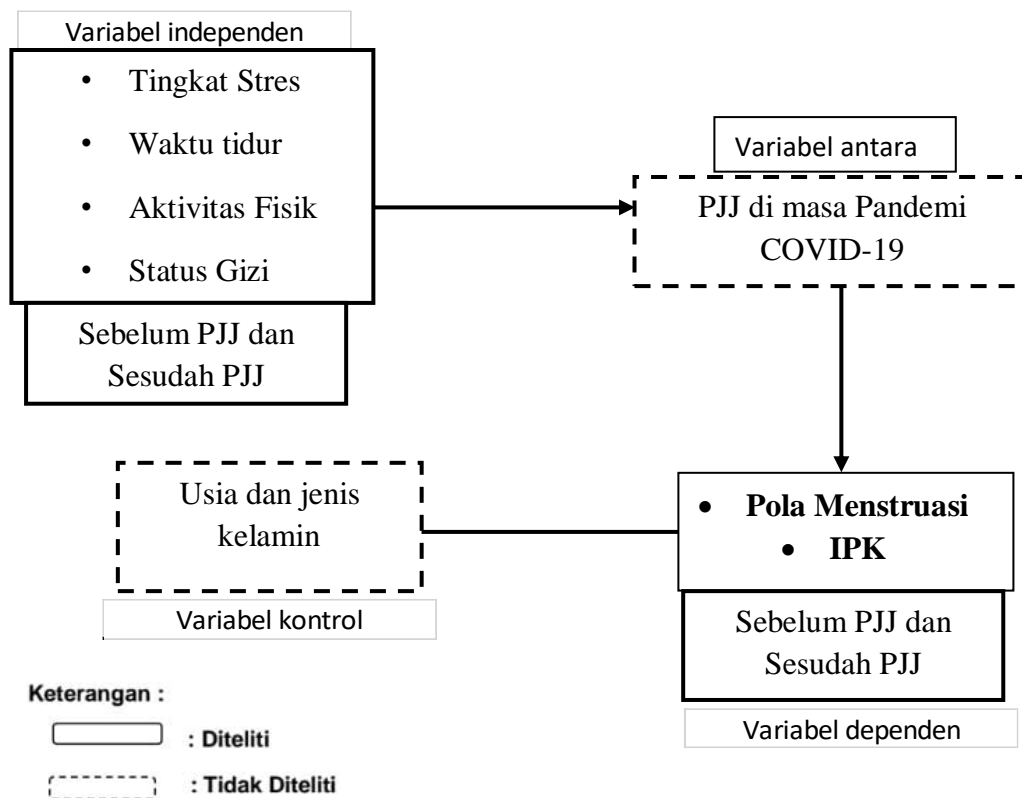 Variabel independen
• Tingkat Stres
• Waktu tidur
• Aktivitas Fisik
• Status Gizi
Sebelum PJJ dan
Sesudah PJJ
Variabel antara
PJJ di masa Pandemi
COVID-19
Usia dan jenis
kelamin
Variabel kontrol
• Pola Menstruasi
• IPK
Sebelum PJJ dan
Sesudah PJJ
Variabel dependen
Keterangan :
: Diteliti
: Tidak Diteliti